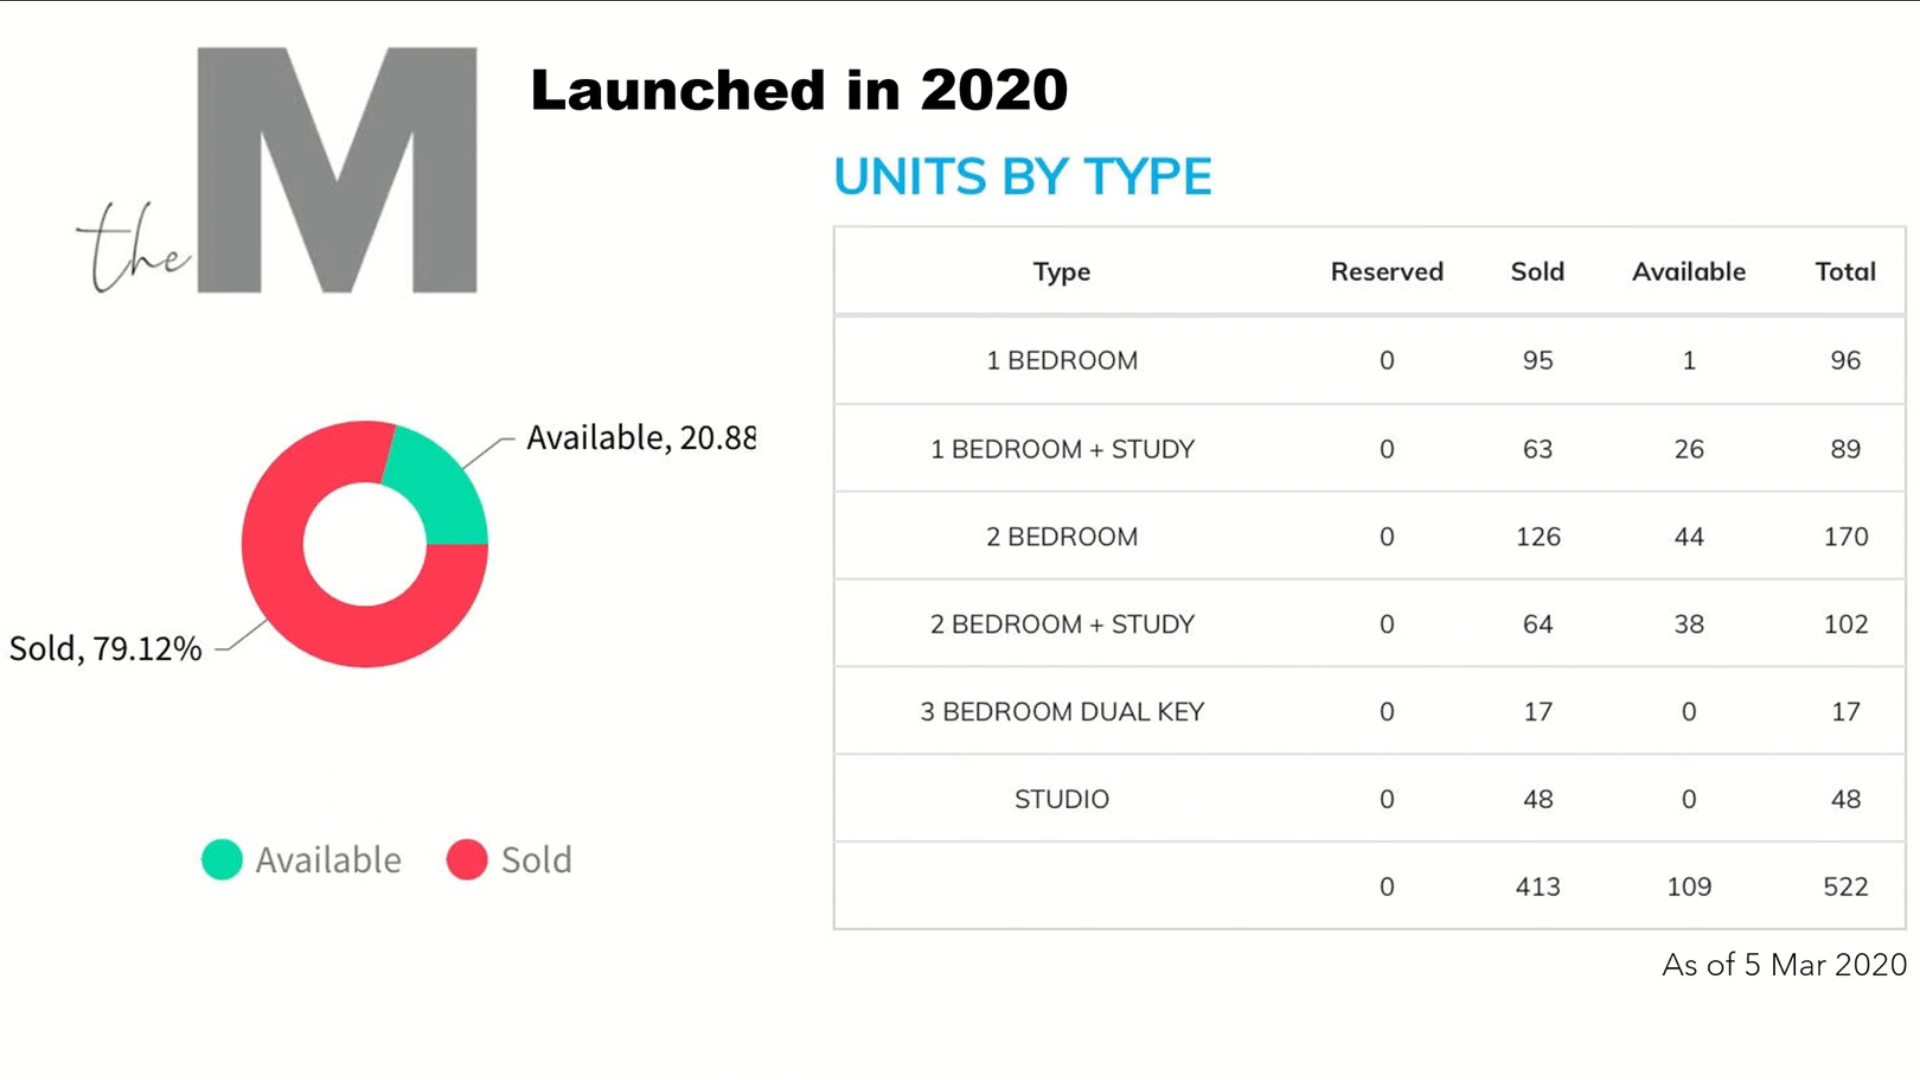 the M
Launched in 2020
UNITS BY TYPE
Type Reserved Sold Available Total
1 BEDROOM 0 95 1 96
1 BEDROOM + STUDY 0 63 26 89
2 BEDROOM 0 126 44 170
2 BEDROOM + STUDY 0 64 38 102
3 BEDROOM DUAL KEY 0 17 0 17
STUDIO 0 48 0 48
0 413 109 522
As of 5 Mar 2020
Available, 20.88
Sold, 79.12%
Available Sold